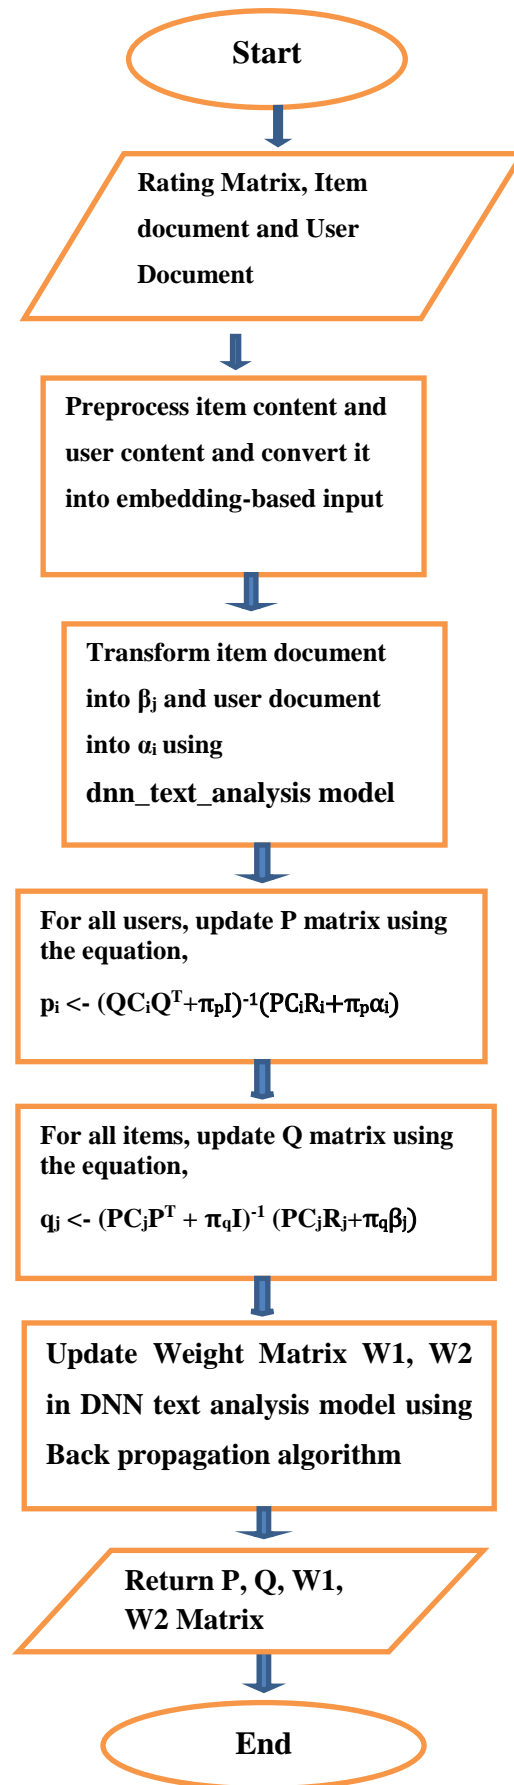 Start
Rating Matrix, Item
document and User
Document
Preprocess item content and
user content and convert it
into embedding-based input
Transform item document
into βⱼ and user document
into αᵢ using
dnn_text_analysis model
For all users, update P matrix using
the equation,
pᵢ <- (QCᵢQᵀ+πₚI)⁻¹(PCᵢRᵢ+πₚαᵢ)
For all items, update Q matrix using
the equation,
qⱼ <- (PCⱼPᵀ + π_qI)⁻¹ (PCⱼRⱼ+π_qβⱼ)
Update Weight Matrix W1, W2
in DNN text analysis model using
Back propagation algorithm
Return P, Q, W1,
W2 Matrix
End